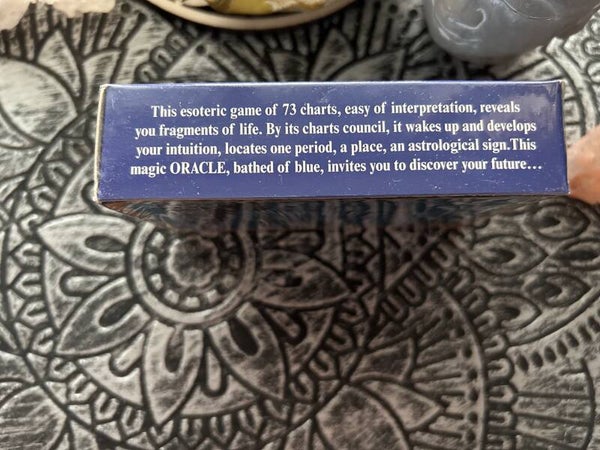 This esoteric game of 73 charts, easy of interpretation, reveals
you fragments of life. By its charts council, it wakes up and develops
your intuition, locates one period, a place, an astrological sign.This
magic ORACLE, bathed of blue, invites you to discover your future...